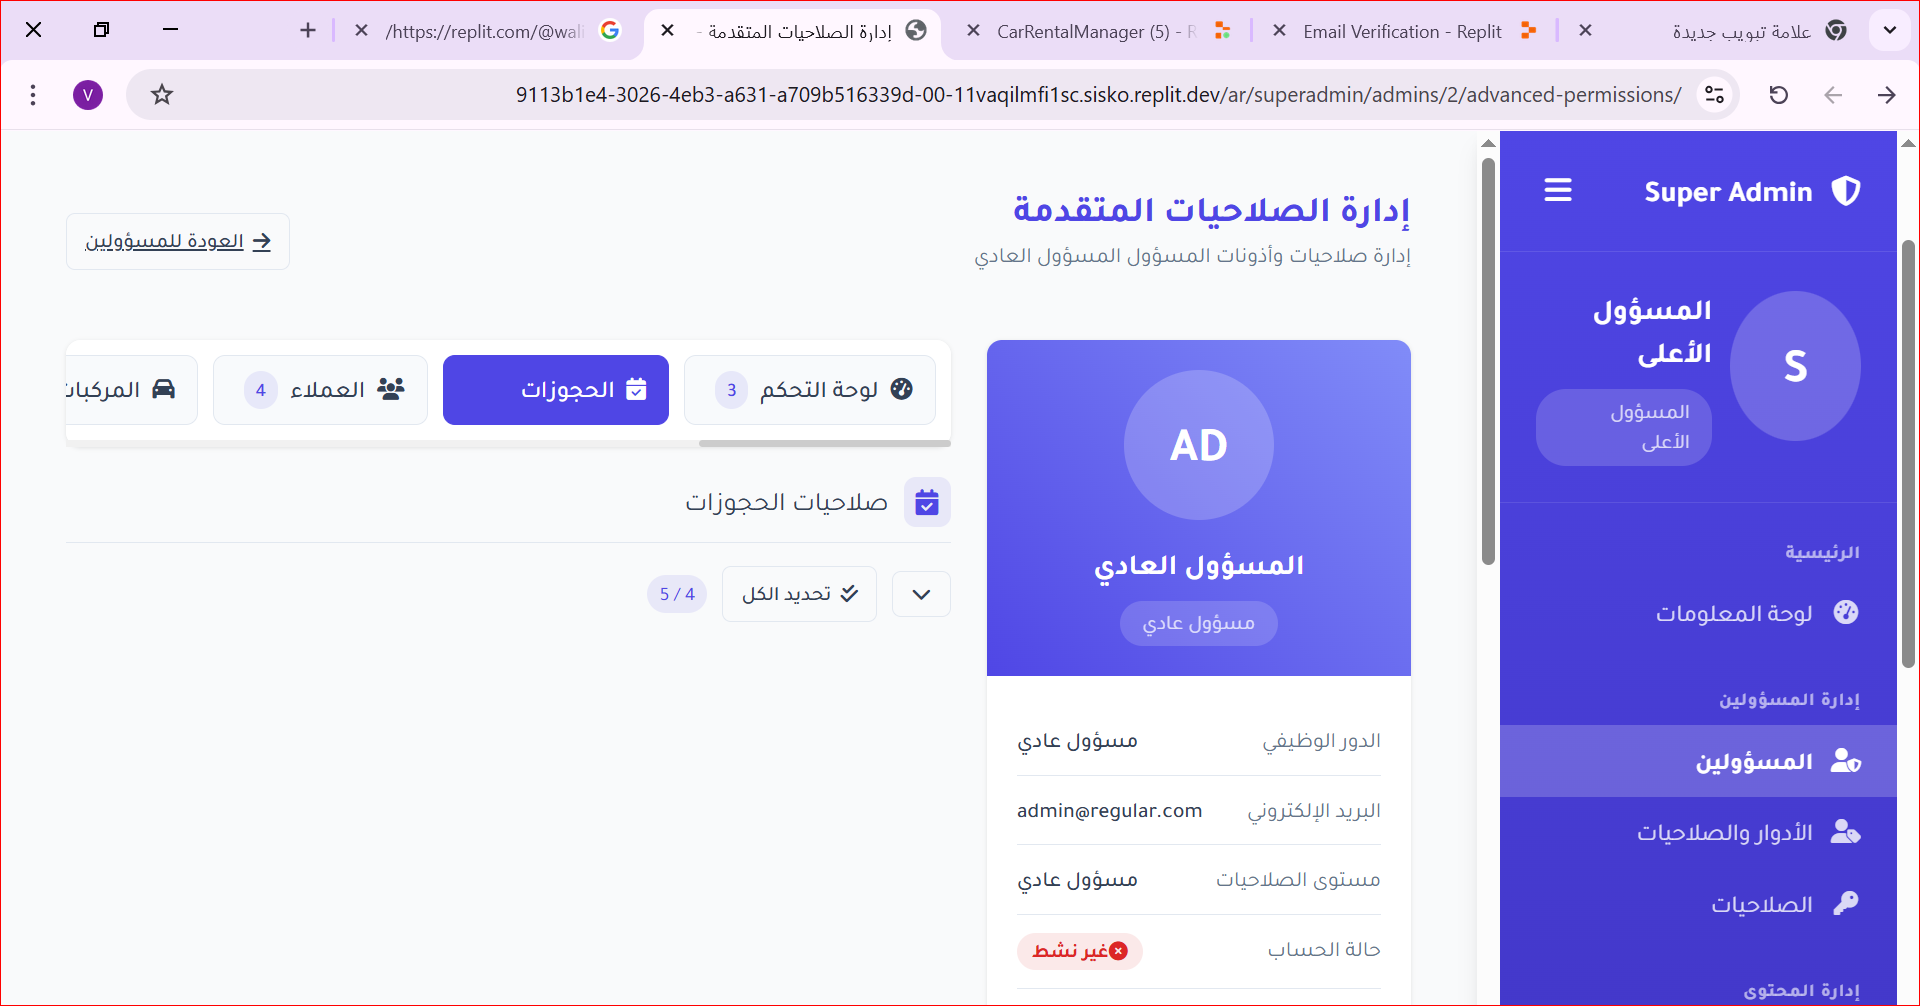 علامة تبويب جديدة
Email Verification - Replit
CarRentalManager (5) - R
إدارة الصلاحيات المتقدمة -
/https://replit.com/@wali
9113b1e4-3026-4eb3-a631-a709b516339d-00-11vaqilmfi1sc.sisko.replit.dev/ar/superadmin/admins/2/advanced-permissions/
V
Super Admin
S
المسؤول
الأعلى
المسؤول
الأعلى
الرئيسية
لوحة المعلومات
إدارة المسؤولين
المسؤولين
الأدوار والصلاحيات
الصلاحيات
إدارة المحتوى
إدارة الصلاحيات المتقدمة
إدارة صلاحيات وأذونات المسؤول المسؤول العادي
العودة للمسؤولين
AD
المسؤول العادي
مسؤول عادي
الدور الوظيفي
مسؤول عادي
البريد الإلكتروني
admin@regular.com
مستوى الصلاحيات
مسؤول عادي
حالة الحساب
غير نشط
لوحة التحكم 3
الحجوزات
العملاء 4
المركبات
صلاحيات الحجوزات
تحديد الكل
5 / 4